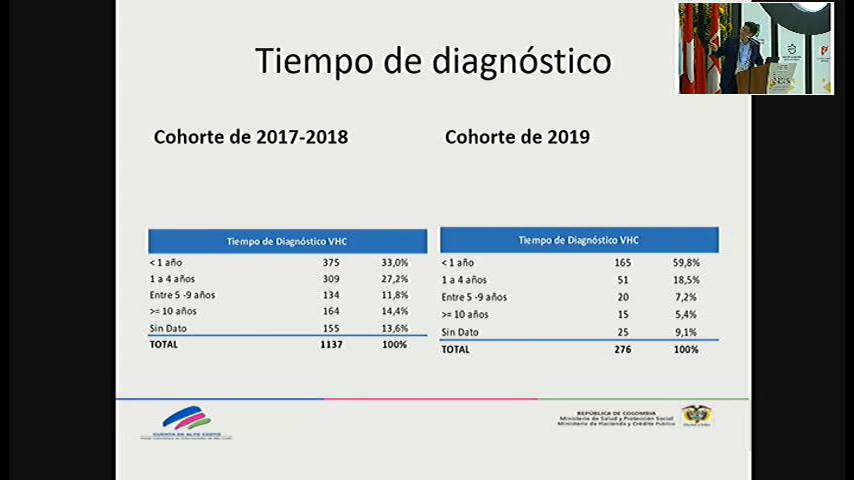 Tiempo de diagnóstico
Cohorte de 2017-2018
Cohorte de 2019
Tiempo de Diagnóstico VHC
< 1 año 375 33,0%
1 a 4 años 309 27,2%
Entre 5 -9 años 134 11,8%
>= 10 años 164 14,4%
Sin Dato 155 13,6%
TOTAL 1137 100%
Tiempo de Diagnóstico VHC
< 1 año 165 59,8%
1 a 4 años 51 18,5%
Entre 5 -9 años 20 7,2%
>= 10 años 15 5,4%
Sin Dato 25 9,1%
TOTAL 276 100%
CUENTA DE ALTO COSTO
REPÚBLICA DE COLOMBIA
Ministerio de Salud y Protección Social
Ministerio de Hacienda y Crédito Público